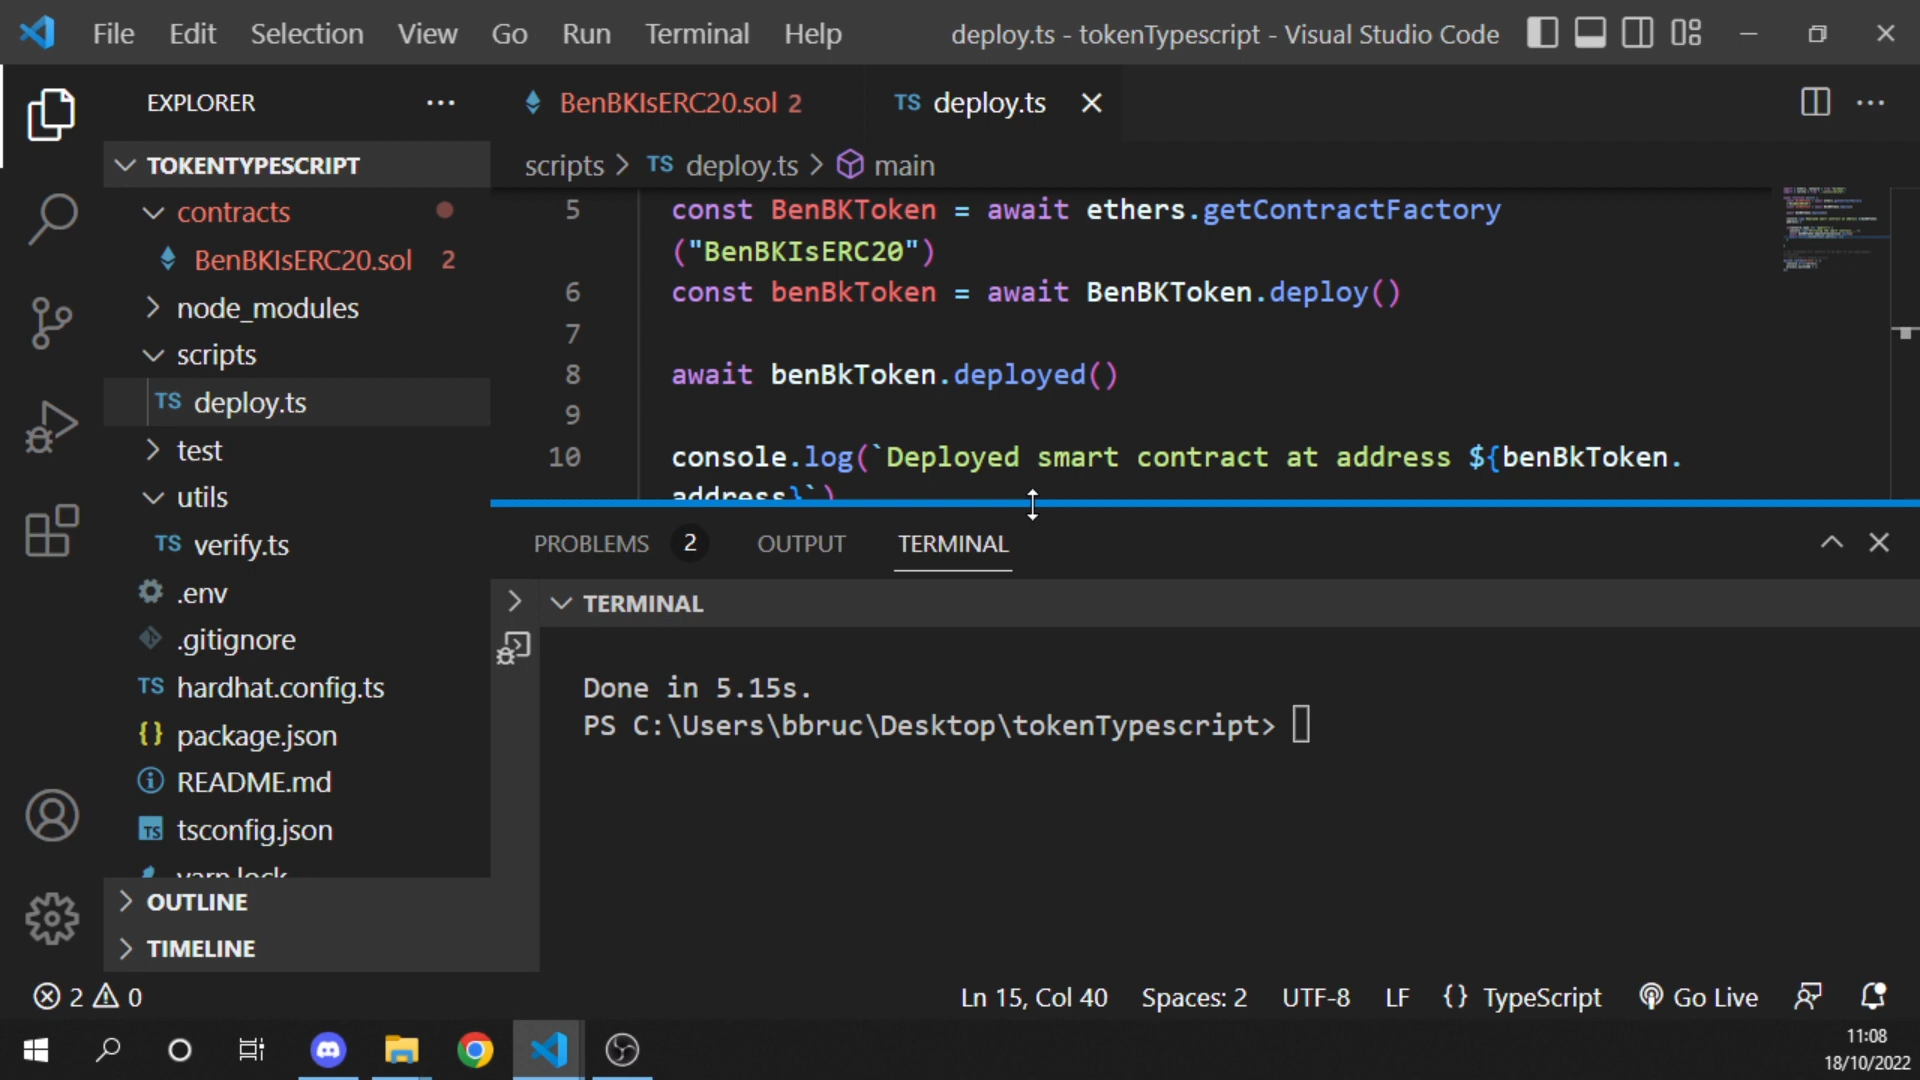 File Edit Selection View Go Run Terminal Help deploy.ts - tokenTypescript - Visual Studio Code
EXPLORER
BenBKIsERC20.sol 2
TS deploy.ts
TOKENTYPESCRIPT
scripts > TS deploy.ts > main
contracts
BenBKIsERC20.sol 2
node_modules
scripts
TS deploy.ts
test
utils
TS verify.ts
.env
.gitignore
TS hardhat.config.ts
{} package.json
README.md
TS tsconfig.json
yarn.lock
OUTLINE
TIMELINE
5 const BenBKToken = await ethers.getContractFactory
("BenBKIsERC20")
6 const benBkToken = await BenBKToken.deploy()
7
8 await benBkToken.deployed()
9
10 console.log(`Deployed smart contract at address ${benBkToken.
address}`)
PROBLEMS 2 OUTPUT TERMINAL
TERMINAL
Done in 5.15s.
PS C:\Users\bbruc\Desktop\tokenTypescript>
2 0 Ln 15, Col 40 Spaces: 2 UTF-8 LF {} TypeScript Go Live
11:08
18/10/2022